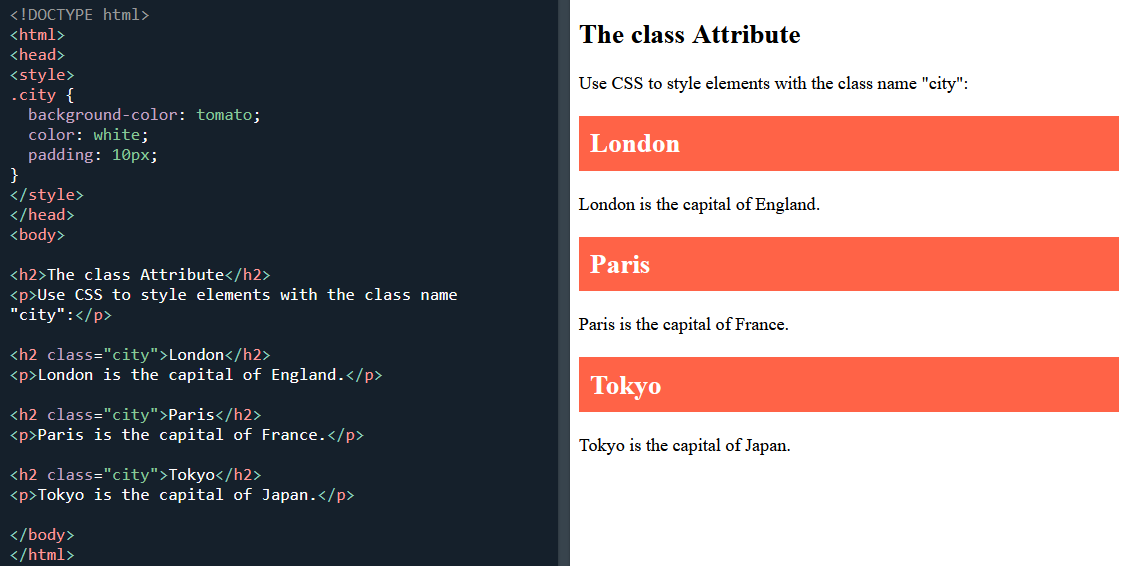 <!DOCTYPE html>
<html>
<head>
<style>
.city {
  background-color: tomato;
  color: white;
  padding: 10px;
}
</style>
</head>
<body>

<h2>The class Attribute</h2>
<p>Use CSS to style elements with the class name
"city":</p>

<h2 class="city">London</h2>
<p>London is the capital of England.</p>

<h2 class="city">Paris</h2>
<p>Paris is the capital of France.</p>

<h2 class="city">Tokyo</h2>
<p>Tokyo is the capital of Japan.</p>

</body>
</html>
The class Attribute
Use CSS to style elements with the class name "city":
London
London is the capital of England.
Paris
Paris is the capital of France.
Tokyo
Tokyo is the capital of Japan.